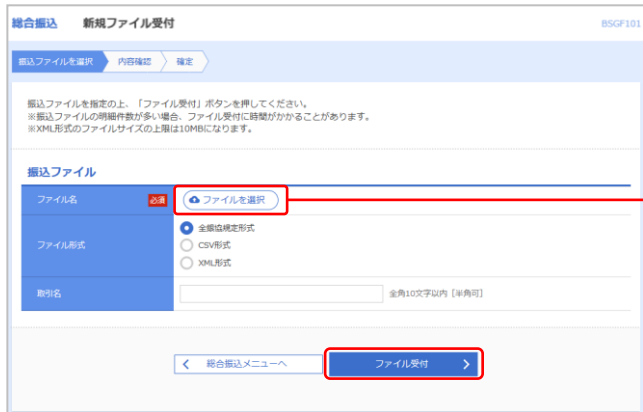 総合振込 新規ファイル受付 BSGF101
振込ファイルを選択 内容確認 確定
振込ファイルを指定の上、「ファイル受付」ボタンを押してください。
※振込ファイルの明細件数が多い場合、ファイル受付に時間がかかることがあります。
※XML形式のファイルサイズの上限は10MBになります。
振込ファイル
ファイル名 必須 ファイルを選択
全銀協規定形式
ファイル形式 CSV形式
XML形式
取引名 全角10文字以内 [半角可]
総合振込メニューへ ファイル受付